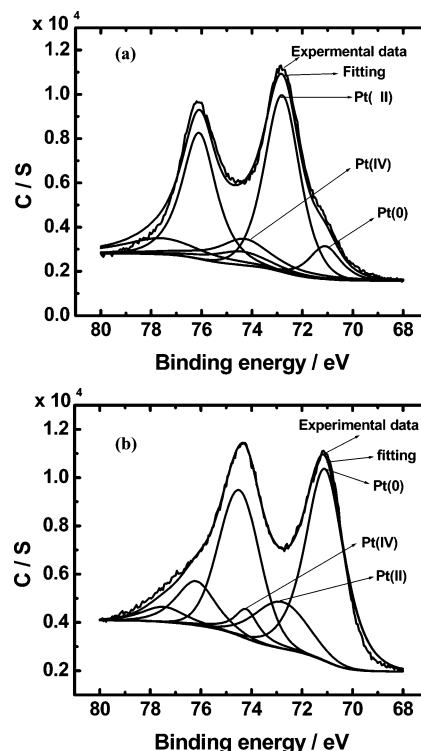 x 10⁴
(a)
Expermental data
Fitting
Pt( II)
Pt(IV)
Pt(0)
C / S
1.2
1.0
0.8
0.6
0.4
0.2
0.0
80 78 76 74 72 70 68
Binding energy / eV
x 10⁴
(b)
Experimental data
fitting
Pt(0)
Pt(IV)
Pt(II)
C / S
1.2
1.0
0.8
0.6
0.4
0.2
80 78 76 74 72 70 68
Binding energy / eV